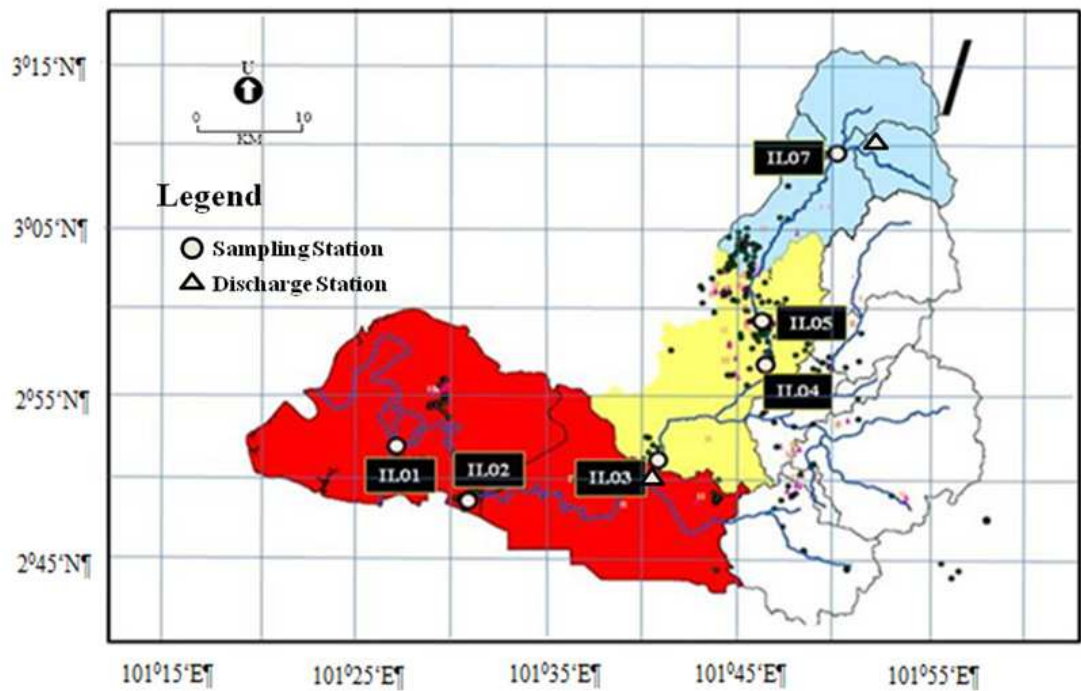 3⁰15‘N¶
U
0 10
KM
IL07
Legend
3⁰05‘N¶
Sampling Station
Discharge Station
IL05
IL04
2⁰55‘N¶
IL01
IL02
IL03
2⁰45‘N¶
101⁰15‘E¶ 101⁰25‘E¶ 101⁰35‘E¶ 101⁰45‘E¶ 101⁰55‘E¶